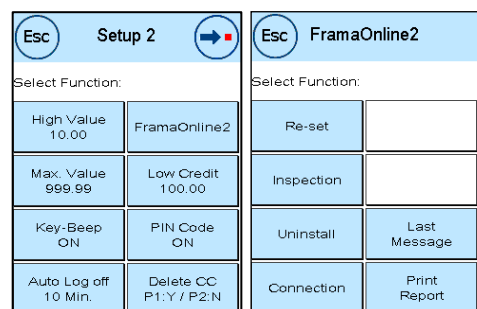 Esc
Setup 2
Select Function:
High Value
10.00
FramaOnline2
Max. Value
999.99
Low Credit
100.00
Key-Beep
ON
PIN Code
ON
Auto Log off
10 Min.
Delete CC
P1:Y / P2:N
Esc
FramaOnline2
Select Function:
Re-set
Inspection
Uninstall
Last
Message
Connection
Print
Report